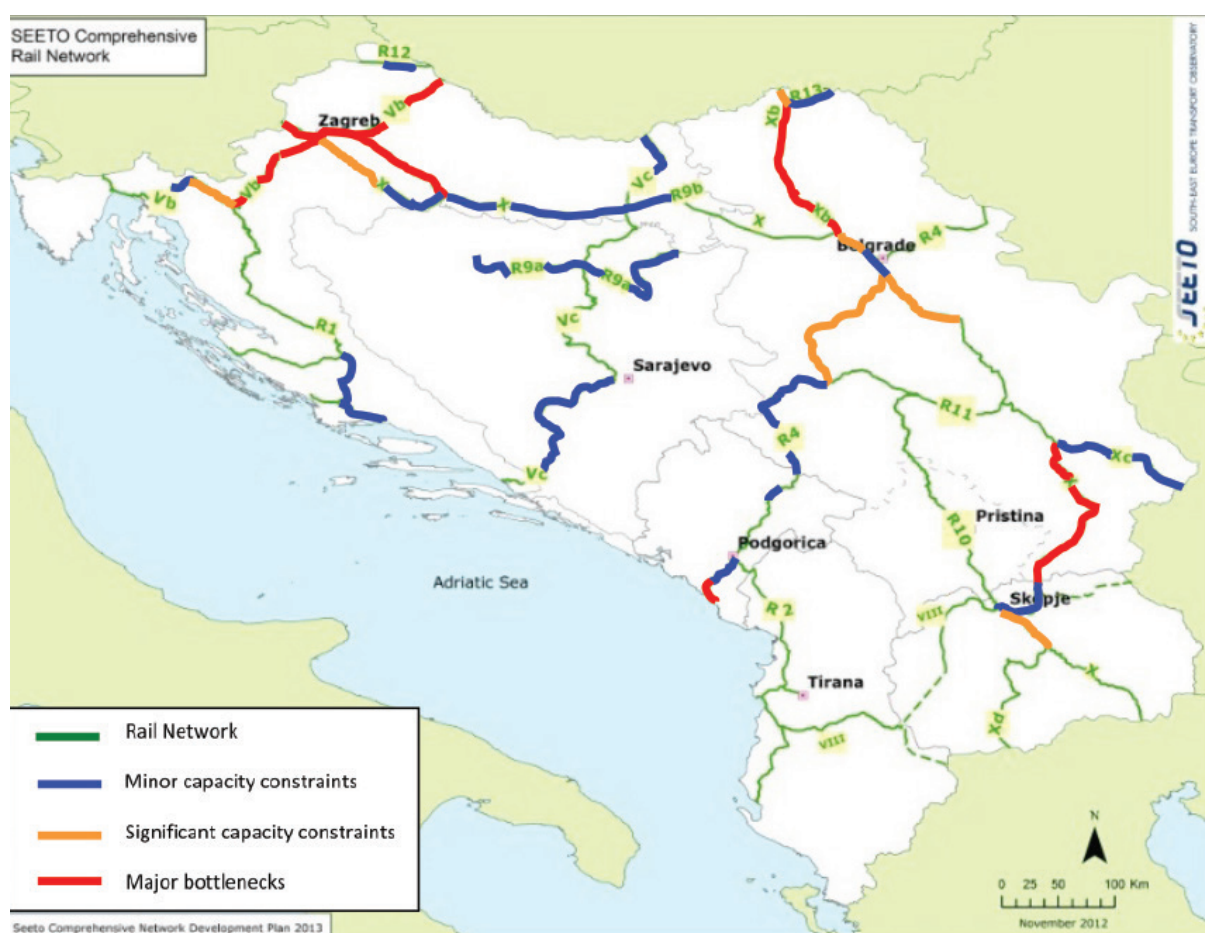 SEETO Comprehensive
Rail Network
R12
Vb
Zagreb
Xb
R13
SOUTH-EAST EUROPE TRANSPORT OBSERVATORY
SEETO
Vb
Vb
X
X
Vc
R9b
X
Xb
Belgrade
R4
R9a
R9a
Vc
R1
Sarajevo
R11
R4
Vc
Xc
X
R10
Pristina
Podgorica
Adriatic Sea
R 2
VIII
Skopje
Tirana
X
Xd
VIII
Rail Network
Minor capacity constraints
Significant capacity constraints
Major bottlenecks
N
0 25 50 100 Km
November 2012
Seeto Comprehensive Network Development Plan 2013